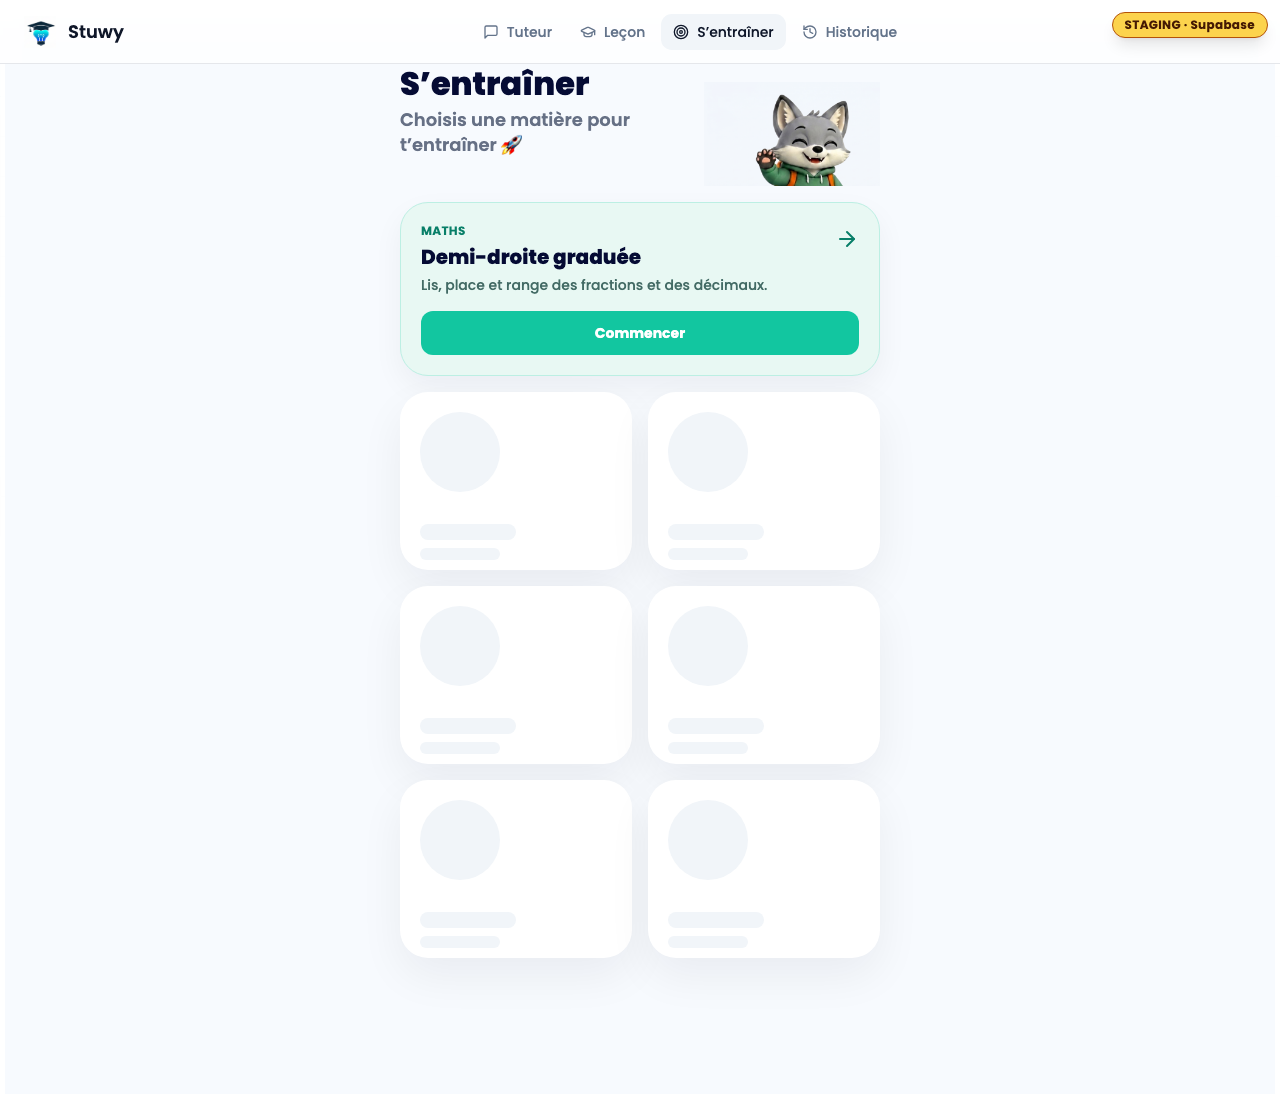 Stuwy
Tuteur
Leçon
S’entraîner
Historique
STAGING · Supabase
S’entraîner
Choisis une matière pour
t’entraîner 🚀
MATHS
Demi-droite graduée
Lis, place et range des fractions et des décimaux.
Commencer